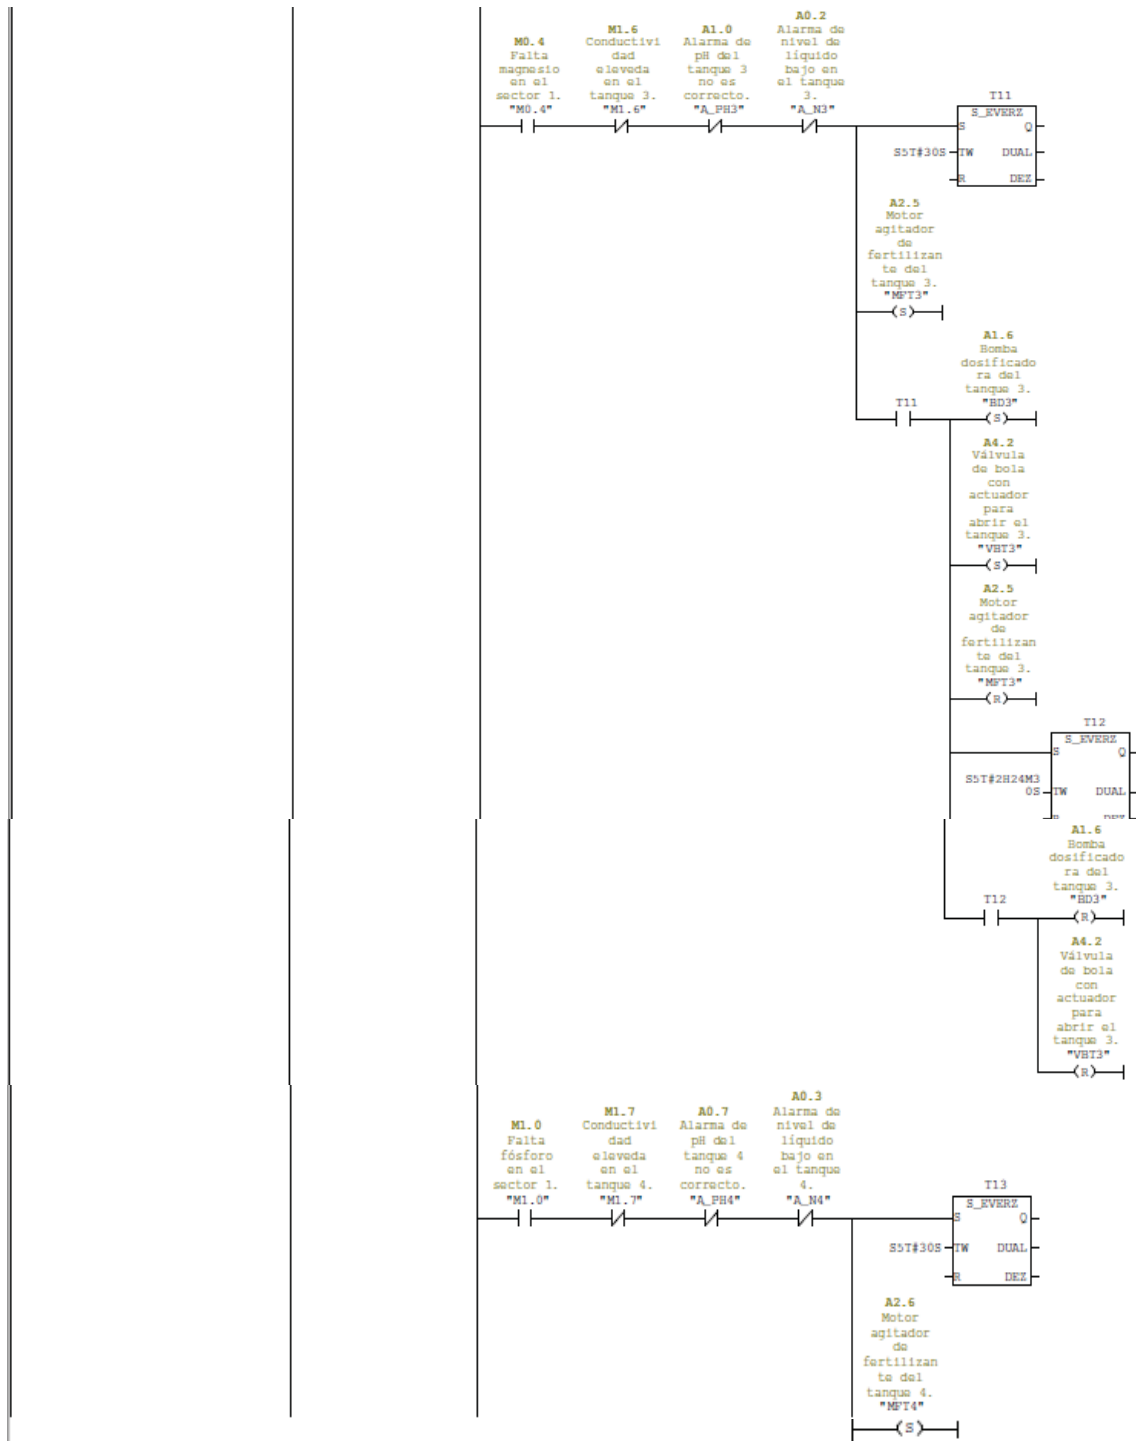 M0.4
Falta
magnesio
en el
sector 1.
"M0.4"
M1.6
Conductivi
dad
eleveda
en el
tanque 3.
"M1.6"
A1.0
Alarma de
pH del
tanque 3
no es
correcto.
"A_PH3"
A0.2
Alarma de
nivel de
líquido
bajo en
el tanque
3.
"A_N3"
T11
S_EVERZ
S Q
S5T#30S TW DUAL
R DEZ
A2.5
Motor
agitador
de
fertilizan
te del
tanque 3.
"MFT3"
(S)
A1.6
Bomba
dosificado
ra del
tanque 3.
T11 "BD3"
(S)
A4.2
Válvula
de bola
con
actuador
para
abrir el
tanque 3.
"VBT3"
(S)
A2.5
Motor
agitador
de
fertilizan
te del
tanque 3.
"MFT3"
(R)
T12
S_EVERZ
S Q
S5T#2H24M3
0S TW DUAL
A1.6
Bomba
dosificado
ra del
tanque 3.
T12 "BD3"
(R)
A4.2
Válvula
de bola
con
actuador
para
abrir el
tanque 3.
"VBT3"
(R)
M1.0
Falta
fósforo
en el
sector 1.
"M1.0"
M1.7
Conductivi
dad
eleveda
en el
tanque 4.
"M1.7"
A0.7
Alarma de
pH del
tanque 4
no es
correcto.
"A_PH4"
A0.3
Alarma de
nivel de
líquido
bajo en
el tanque
4.
"A_N4"
T13
S_EVERZ
S Q
S5T#30S TW DUAL
R DEZ
A2.6
Motor
agitador
de
fertilizan
te del
tanque 4.
"MFT4"
(S)